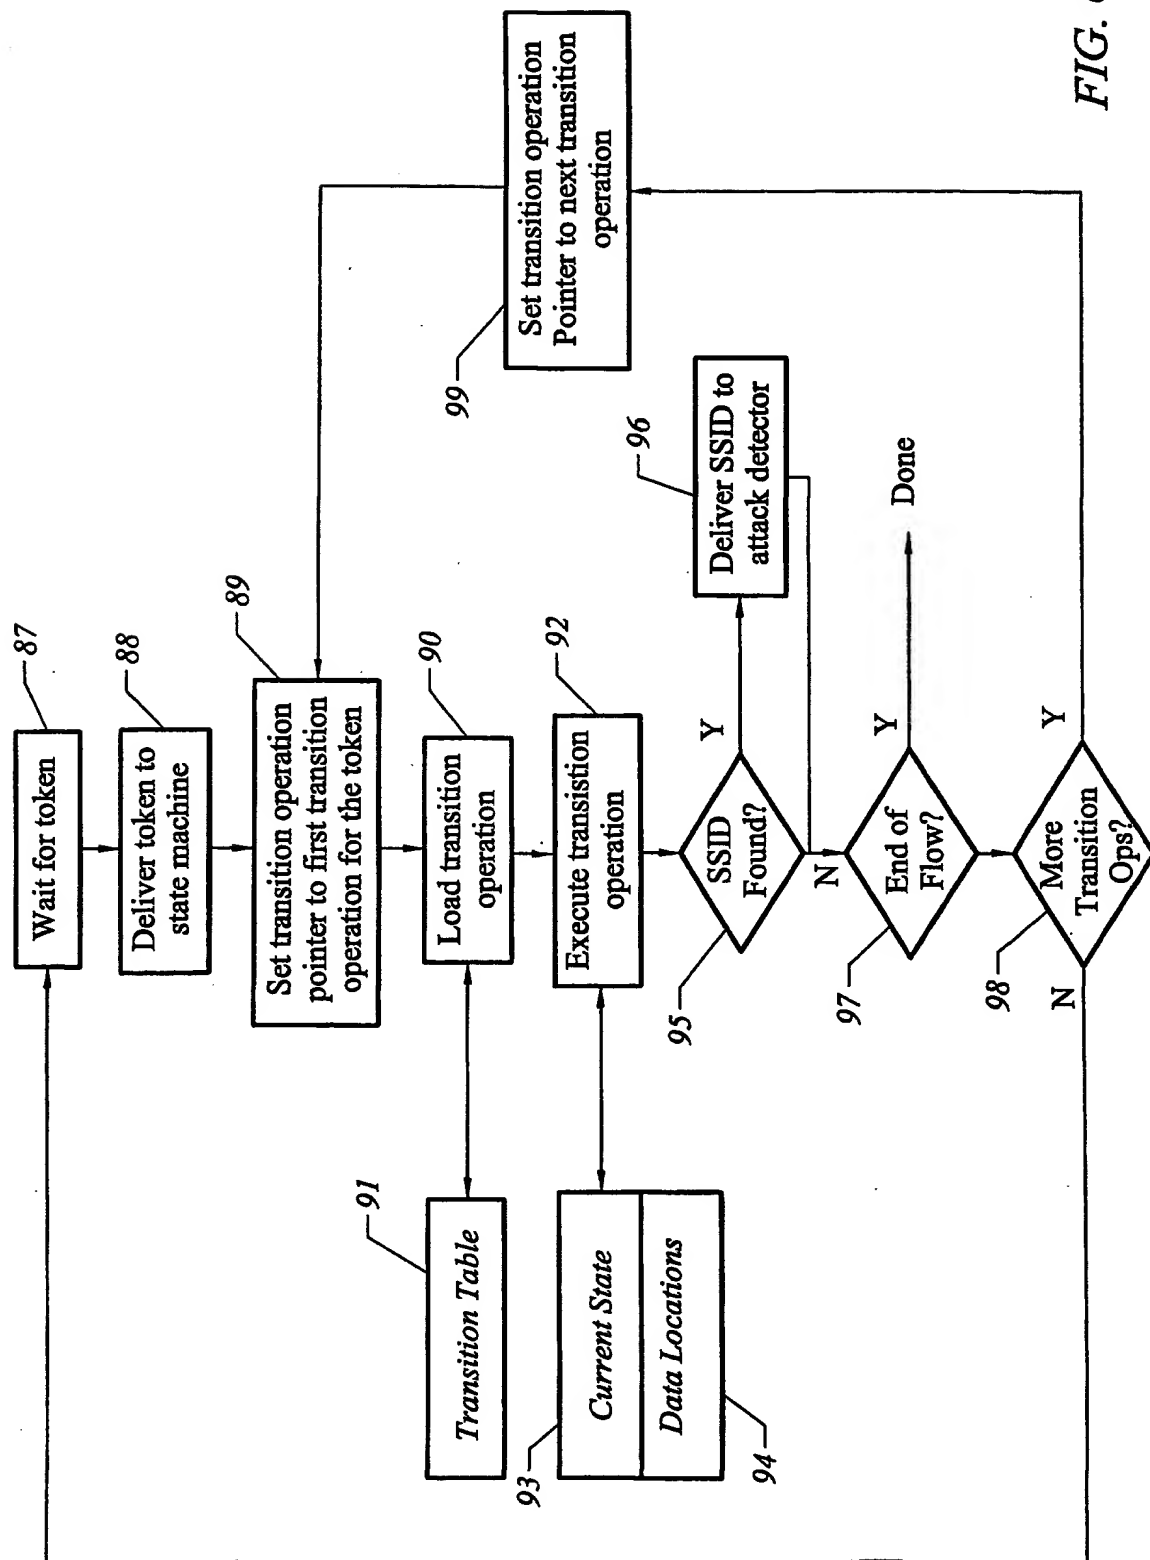 87
Wait for token
88
Deliver token to
state machine
89
Set transition operation
pointer to first transition
operation for the token
90
Load transition
operation
91
Transition Table
92
Execute transistion
operation
93
Current State
Data Locations
94
95
SSID
Found?
Y
N
96
Deliver SSID to
attack detector
97
End of
Flow?
Y
Done
98
More
Transition
Ops?
Y
N
99
Set transition operation
Pointer to next transition
operation
FIG.